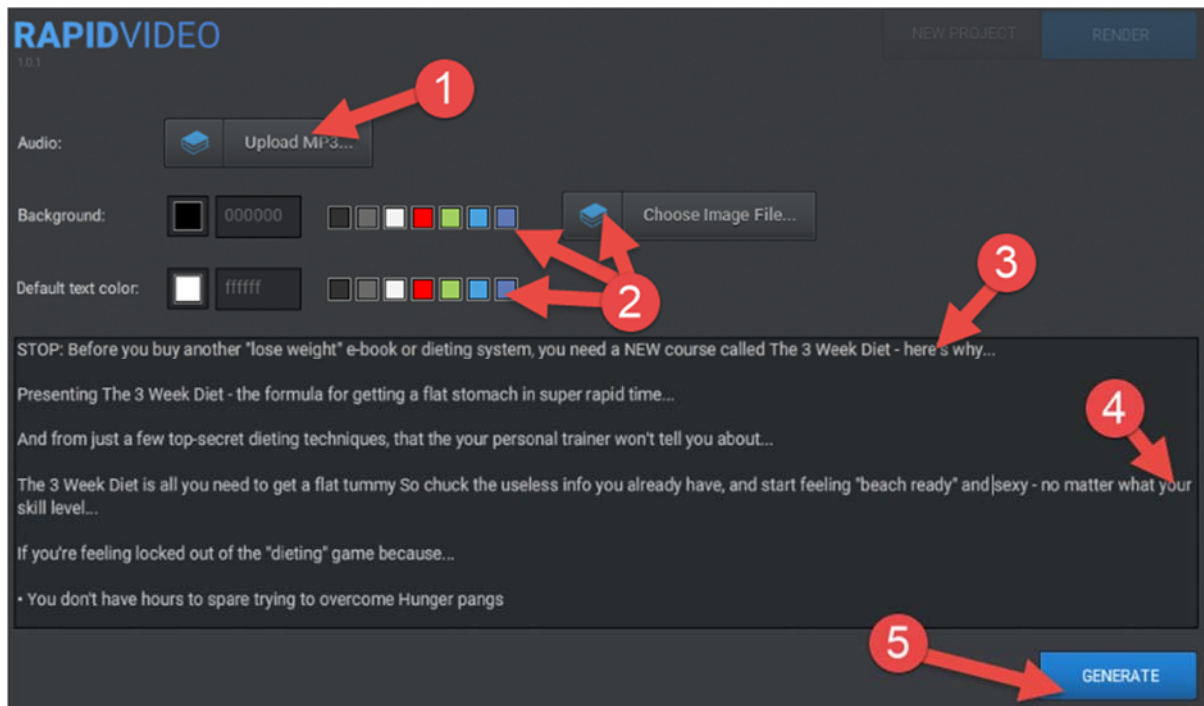 RAPIDVIDEO
1.0.1
NEW PROJECT
RENDER
1
Audio:
Upload MP3...
Background:
000000
Choose Image File...
3
2
Default text color:
ffffff
STOP: Before you buy another "lose weight" e-book or dieting system, you need a NEW course called The 3 Week Diet - here's why...
Presenting The 3 Week Diet - the formula for getting a flat stomach in super rapid time...
4
And from just a few top-secret dieting techniques, that the your personal trainer won't tell you about...
The 3 Week Diet is all you need to get a flat tummy So chuck the useless info you already have, and start feeling "beach ready" and sexy - no matter what your
skill level...
If you're feeling locked out of the "dieting" game because...
• You don't have hours to spare trying to overcome Hunger pangs
5
GENERATE